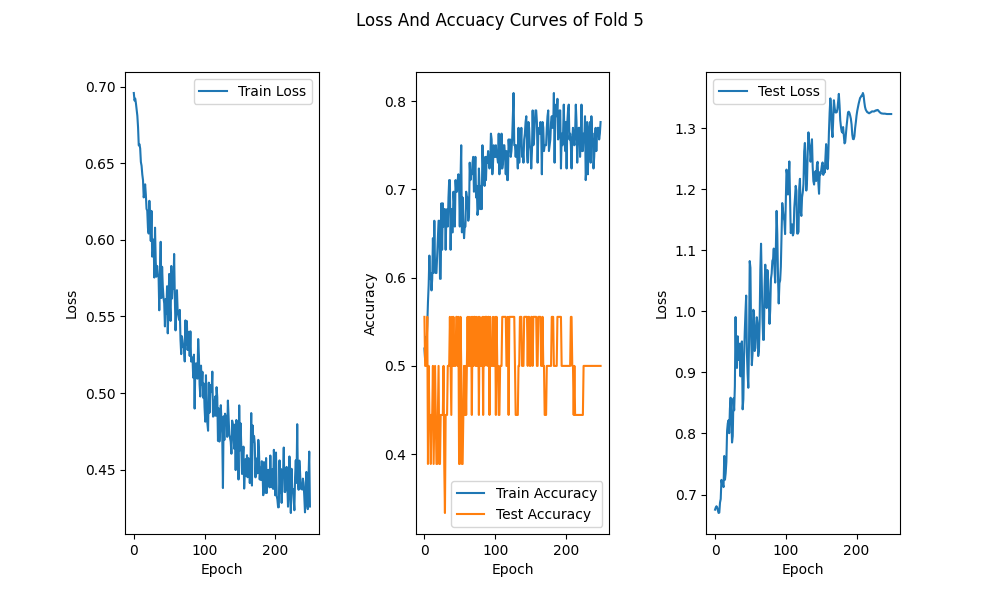 Loss And Accuacy Curves of Fold 5
0.70
0.65
0.60
0.55
0.50
0.45
Loss
Train Loss
0 100 200
Epoch
0.8
0.7
0.6
0.5
0.4
Accuracy
Train Accuracy
Test Accuracy
0 100 200
Epoch
1.3
1.2
1.1
1.0
0.9
0.8
0.7
Loss
Test Loss
0 100 200
Epoch